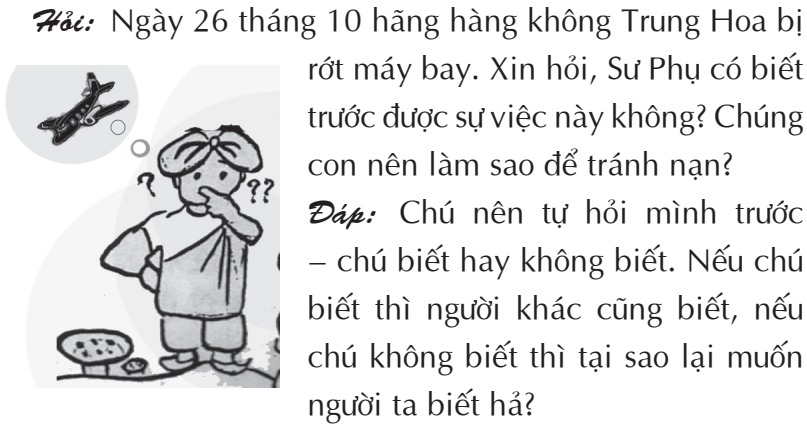 Hỏi: Ngày 26 tháng 10 hãng hàng không Trung Hoa bị
rớt máy bay. Xin hỏi, Sư Phụ có biết
trước được sự việc này không? Chúng
con nên làm sao để tránh nạn?
Đáp: Chú nên tự hỏi mình trước
– chú biết hay không biết. Nếu chú
biết thì người khác cũng biết, nếu
chú không biết thì tại sao lại muốn
người ta biết hả?
? ??